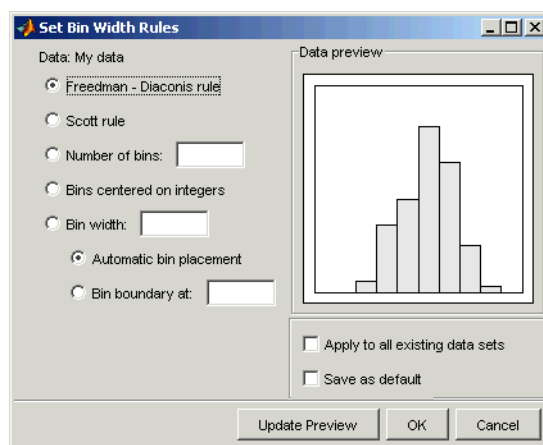 Set Bin Width Rules
Data: My data
Freedman - Diaconis rule
Scott rule
Number of bins:
Bins centered on integers
Bin width:
Automatic bin placement
Bin boundary at:
Data preview
Apply to all existing data sets
Save as default
Update Preview
OK
Cancel